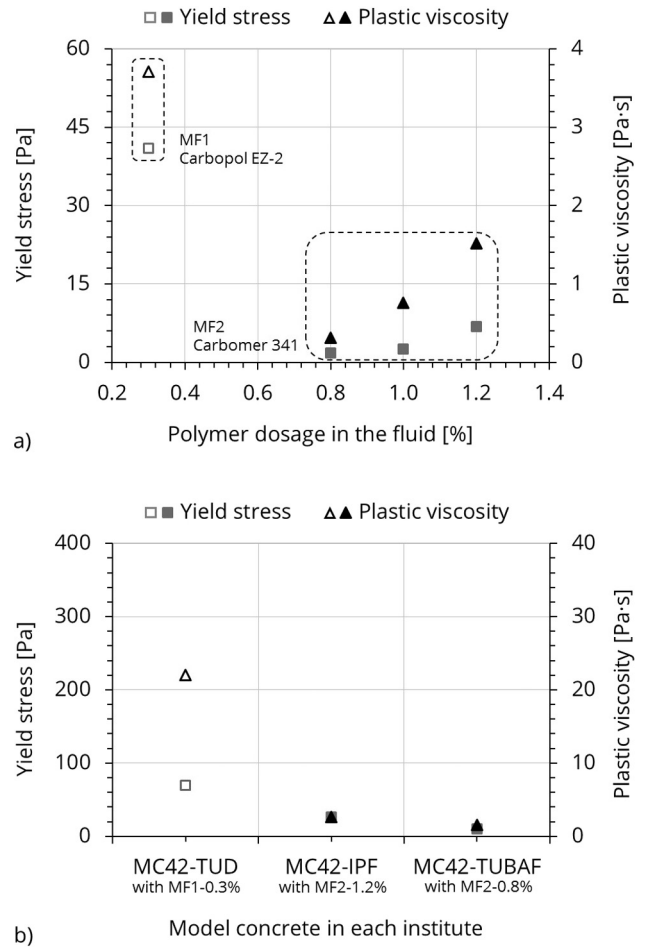 Yield stress Plastic viscosity
60 4
45 3
30 2
15 1
0 0
Yield stress [Pa]
Plastic viscosity [Pa·s]
MF1
Carbopol EZ-2
MF2
Carbomer 341
0.2 0.4 0.6 0.8 1.0 1.2 1.4
a) Polymer dosage in the fluid [%]
Yield stress Plastic viscosity
400 40
300 30
200 20
100 10
0 0
Yield stress [Pa]
Plastic viscosity [Pa·s]
MC42-TUD MC42-IPF MC42-TUBAF
with MF1-0.3% with MF2-1.2% with MF2-0.8%
b) Model concrete in each institute